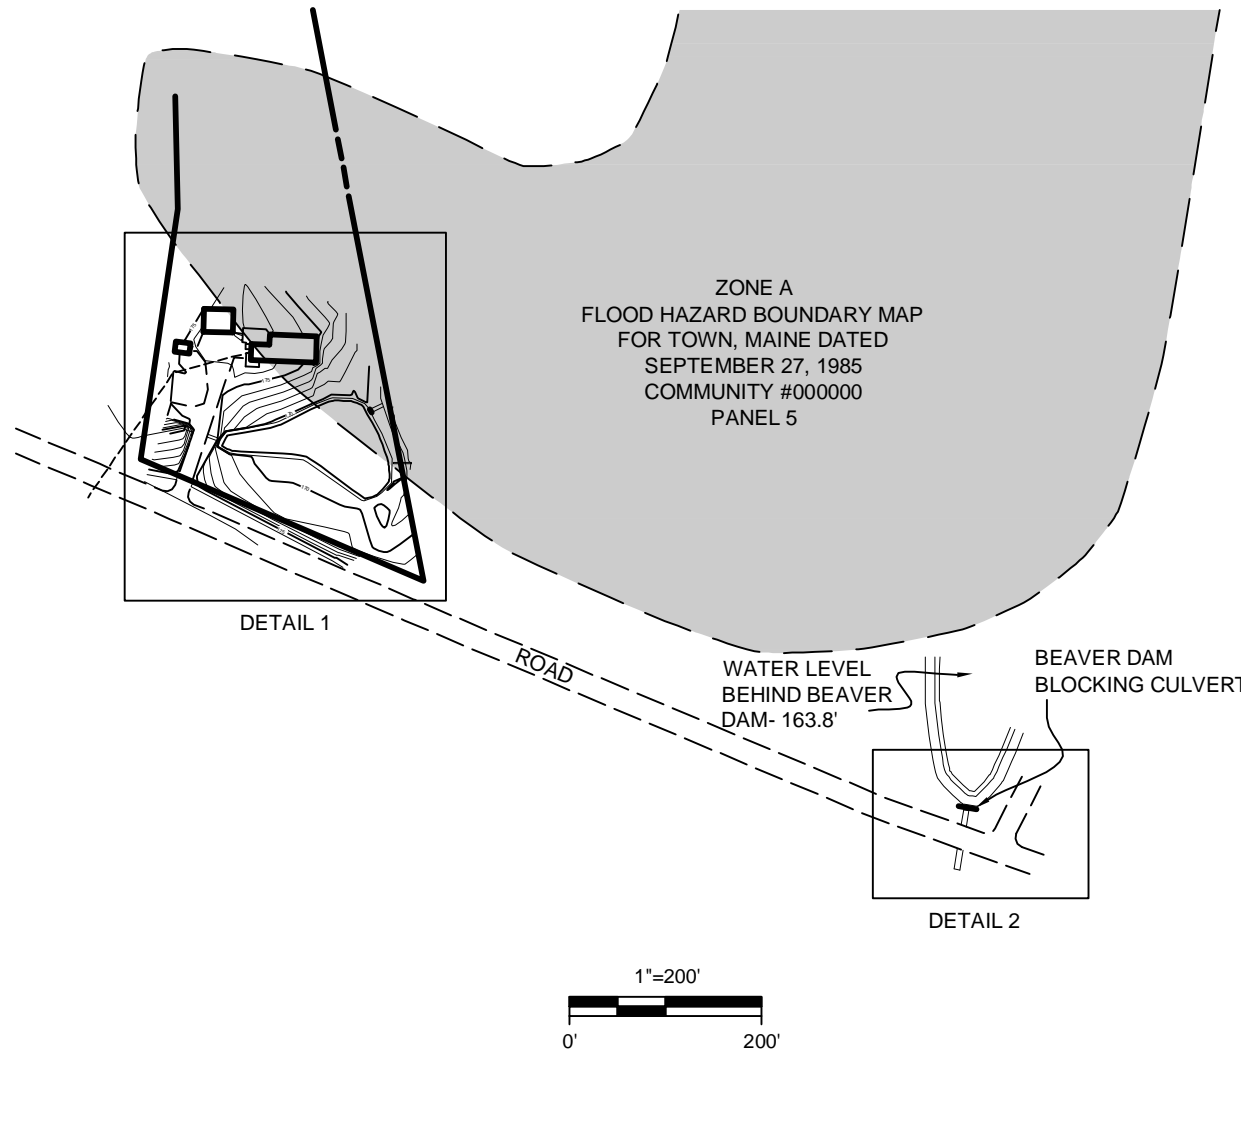 ZONE A
FLOOD HAZARD BOUNDARY MAP
FOR TOWN, MAINE DATED
SEPTEMBER 27, 1985
COMMUNITY #000000
PANEL 5
DETAIL 1
ROAD
WATER LEVEL
BEHIND BEAVER
DAM- 163.8'
BEAVER DAM
BLOCKING CULVERT
DETAIL 2
1"=200'
0'
200'